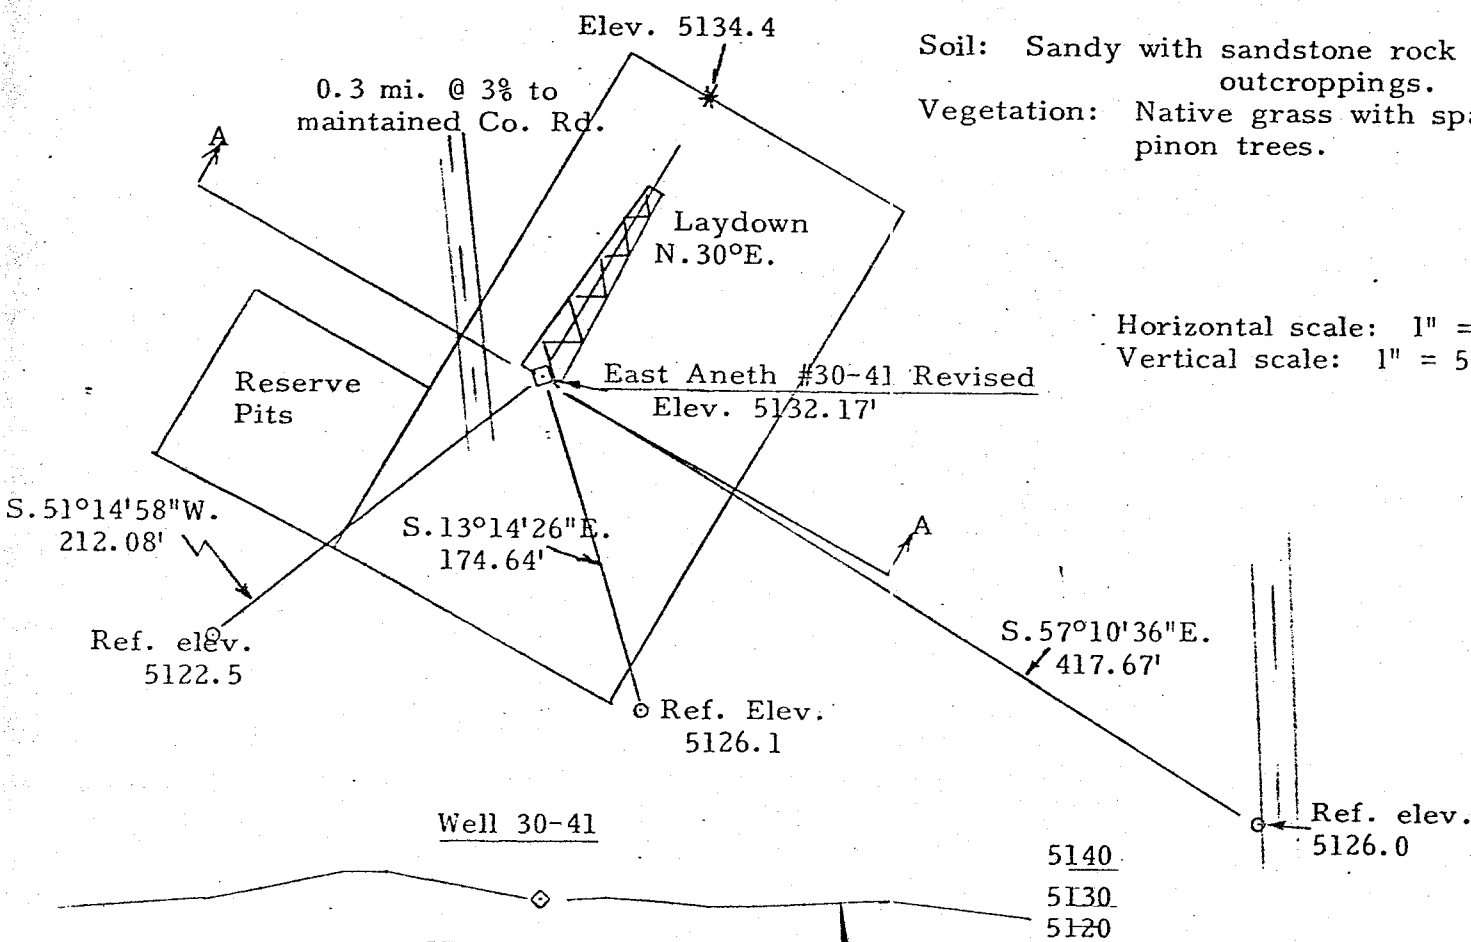 Elev. 5134.4
Soil: Sandy with sandstone rock
outcroppings.
Vegetation: Native grass with
pinon trees.
0.3 mi. @ 3% to
maintained Co. Rd.
A
Laydown
N.30°E.
Horizontal scale: 1" =
Vertical scale: 1" = 5
Reserve
Pits
East Aneth #30-41 Revised
Elev. 5132.17'
S.51°14'58"W.
212.08'
S.13°14'26"E.
174.64'
A
S.57°10'36"E.
417.67'
Ref. elev.
5122.5
Ref. Elev.
5126.1
Ref. elev.
5126.0
Well 30-41
5140
5130
5120